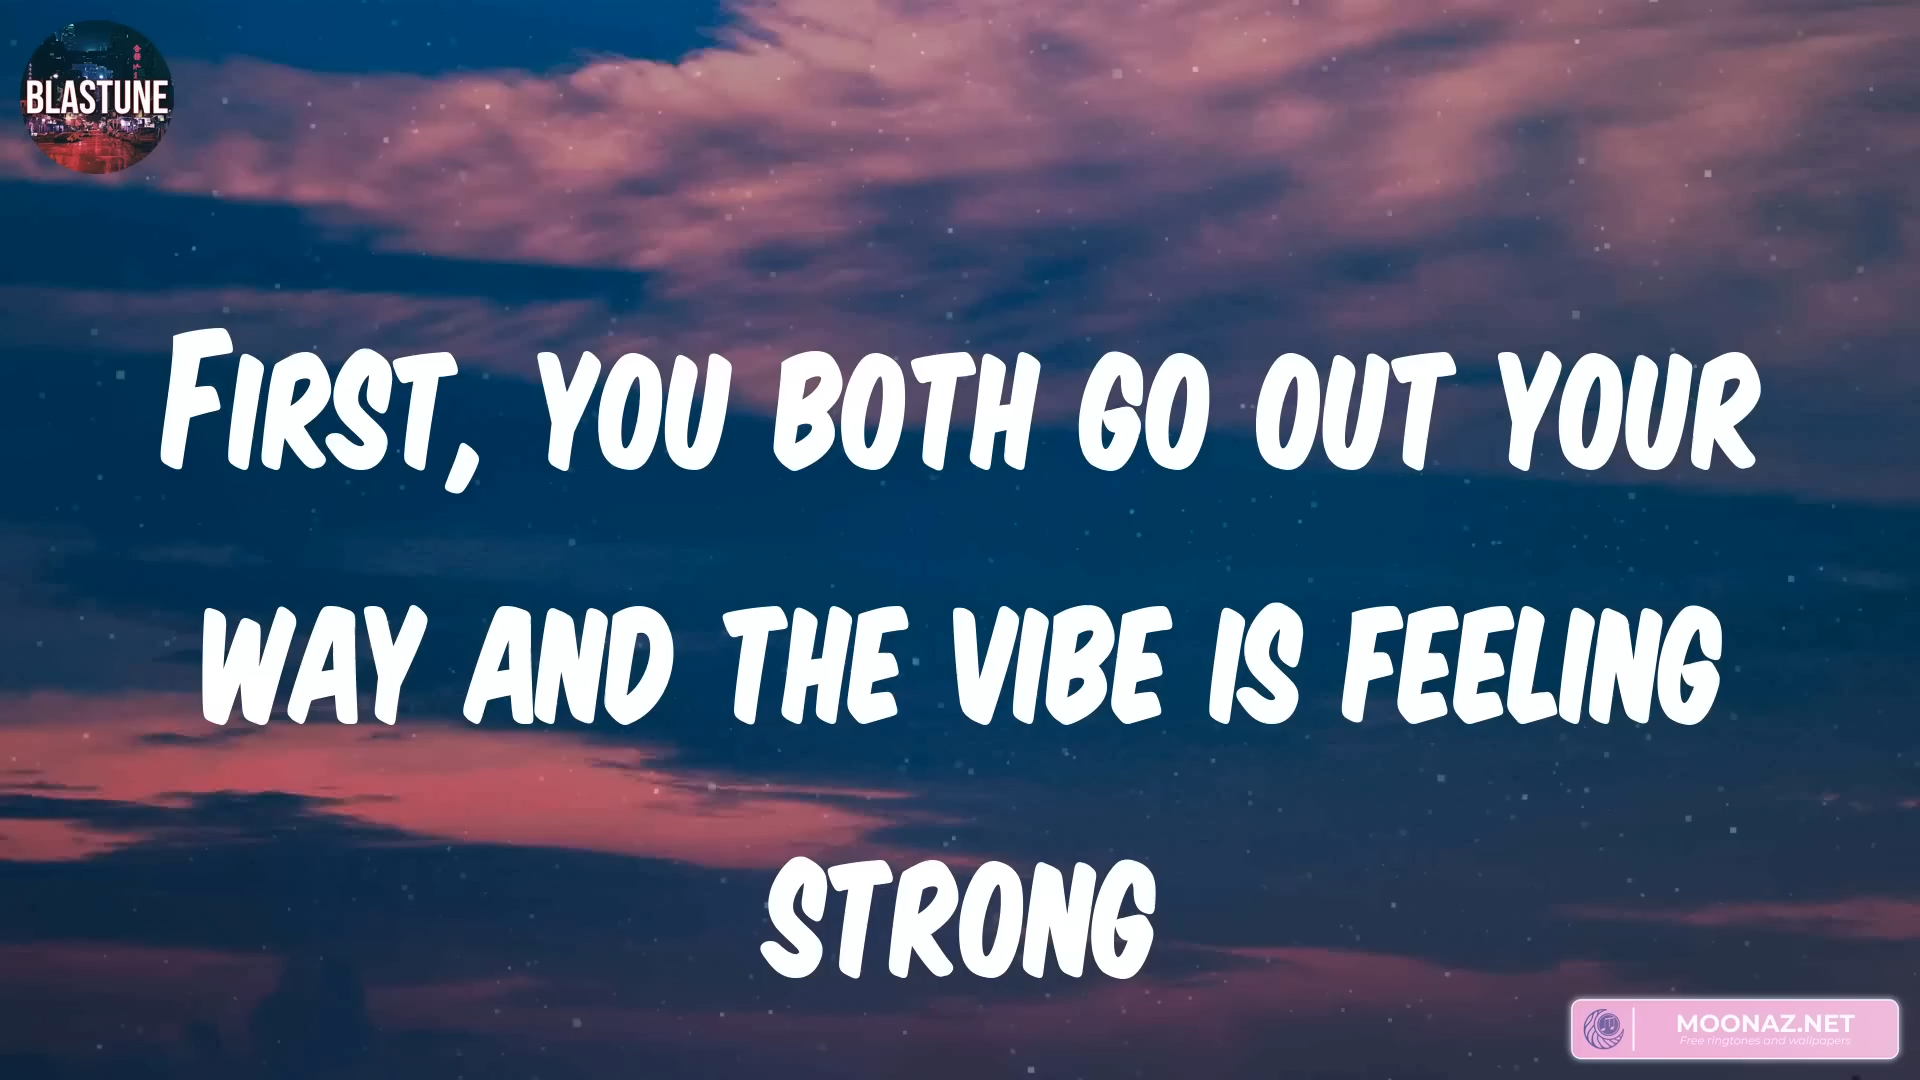 BLASTUNE
First, you both go out your
way and the vibe is feeling
strong
MOONAZ.NET
Free ringtones and wallpapers